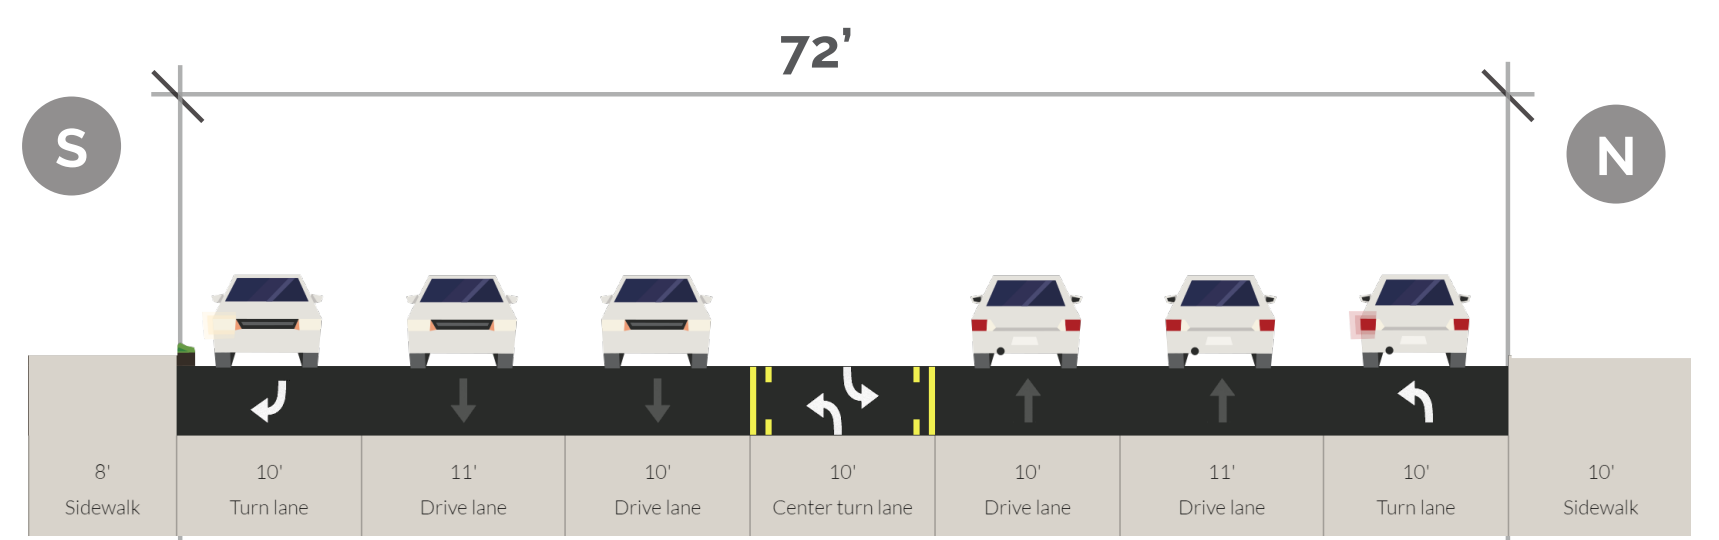 72’
S
N
8'
Sidewalk
10'
Turn lane
11'
Drive lane
10'
Drive lane
10'
Center turn lane
10'
Drive lane
11'
Drive lane
10'
Turn lane
10'
Sidewalk